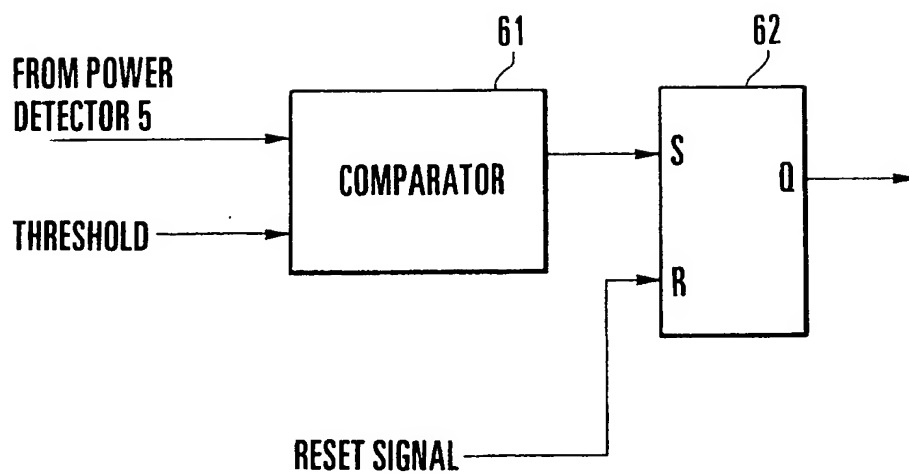 61
62
FROM POWER
DETECTOR 5
COMPARATOR
S
Q
THRESHOLD
R
RESET SIGNAL